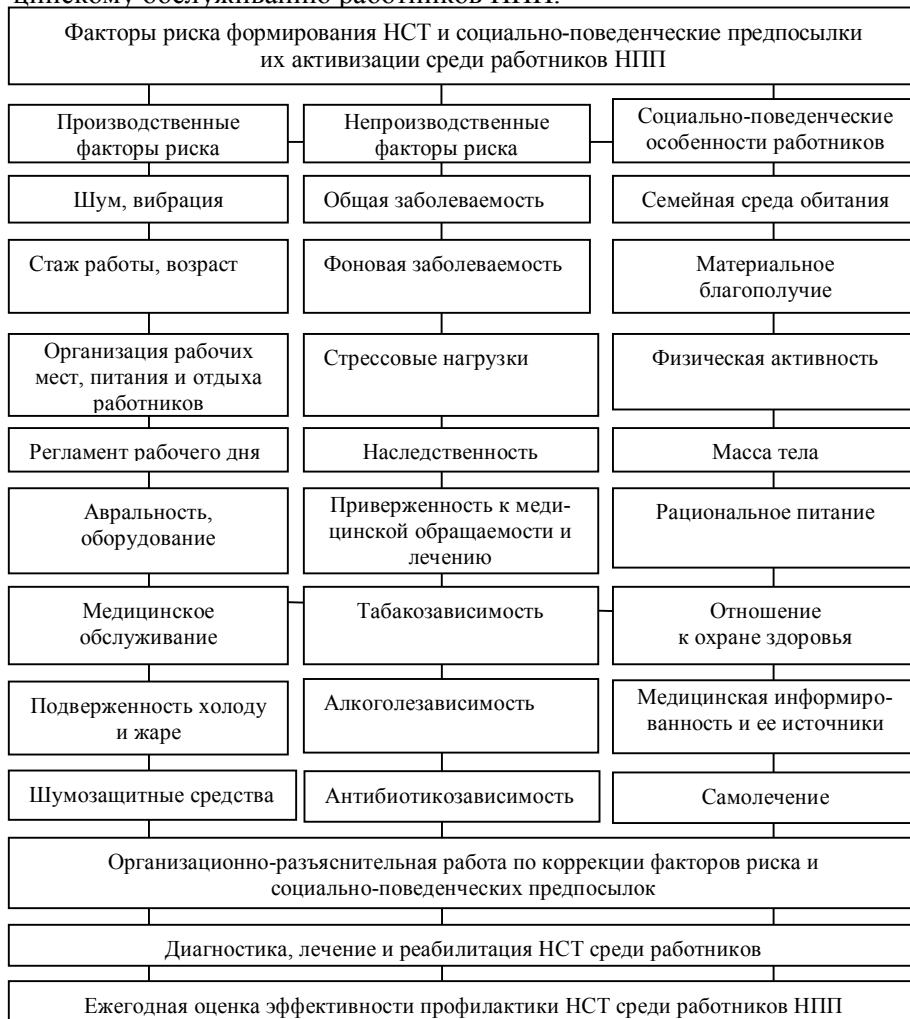 цинскому обслуживанию работников НПП.
Факторы риска формирования НСТ и социально-поведенческие предпосылки
их активизации среди работников НПП
Производственные
факторы риска
Непроизводственные
факторы риска
Социально-поведенческие
особенности работников
Шум, вибрация
Общая заболеваемость
Семейная среда обитания
Стаж работы, возраст
Фоновая заболеваемость
Материальное
благополучие
Организация рабочих
мест, питания и отдыха
работников
Стрессовые нагрузки
Физическая активность
Регламент рабочего дня
Наследственность
Масса тела
Авральность,
оборудование
Приверженность к меди-
цинской обращаемости и
лечению
Рациональное питание
Медицинское
обслуживание
Табакозависимость
Отношение
к охране здоровья
Подверженность холоду
и жаре
Алкоголезависимость
Медицинская информиро-
ванность и ее источники
Шумозащитные средства
Антибиотикозависимость
Самолечение
Организационно-разъяснительная работа по коррекции факторов риска и
социально-поведенческих предпосылок
Диагностика, лечение и реабилитация НСТ среди работников
Ежегодная оценка эффективности профилактики НСТ среди работников НПП